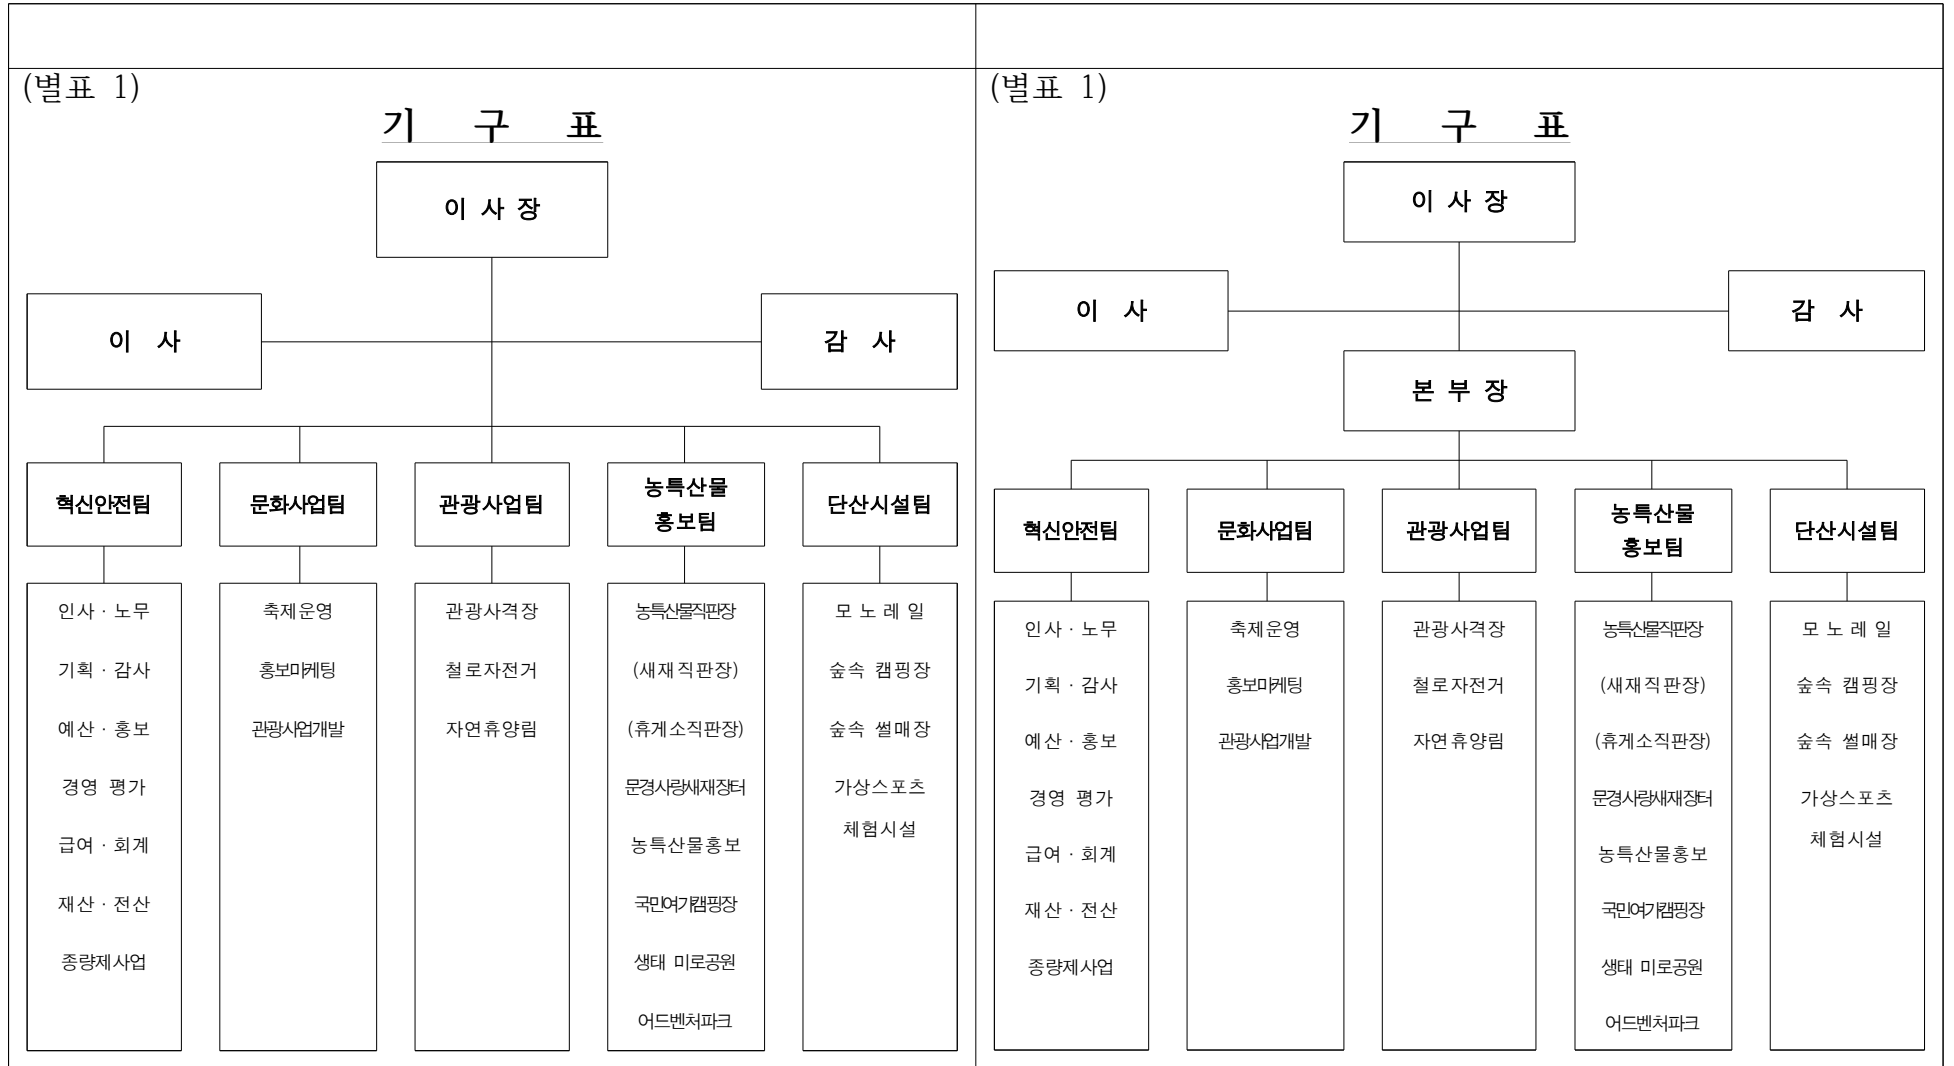 (별표 1)
기 구 표
이 사 장
이 사
감 사
혁신안전팀
문화사업팀
관광사업팀
농특산물
홍보팀
단산시설팀
인사 · 노무
기획 · 감사
예산 · 홍보
경영 평가
급여 · 회계
재산 · 전산
종량제사업
축제운영
홍보마케팅
관광사업개발
관광사격장
철로자전거
자연휴양림
농특산물직판장
(새재직판장)
(휴게소직판장)
문경사랑새재장터
농특산물홍보
국민여가캠핑장
생태 미로공원
어드벤처파크
모 노 레 일
숲속 캠핑장
숲속 썰매장
가상스포츠
체험시설
(별표 1)
기 구 표
이 사 장
이 사
감 사
본 부 장
혁신안전팀
문화사업팀
관광사업팀
농특산물
홍보팀
단산시설팀
인사 · 노무
기획 · 감사
예산 · 홍보
경영 평가
급여 · 회계
재산 · 전산
종량제사업
축제운영
홍보마케팅
관광사업개발
관광사격장
철로자전거
자연휴양림
농특산물직판장
(새재직판장)
(휴게소직판장)
문경사랑새재장터
농특산물홍보
국민여가캠핑장
생태 미로공원
어드벤처파크
모 노 레 일
숲속 캠핑장
숲속 썰매장
가상스포츠
체험시설